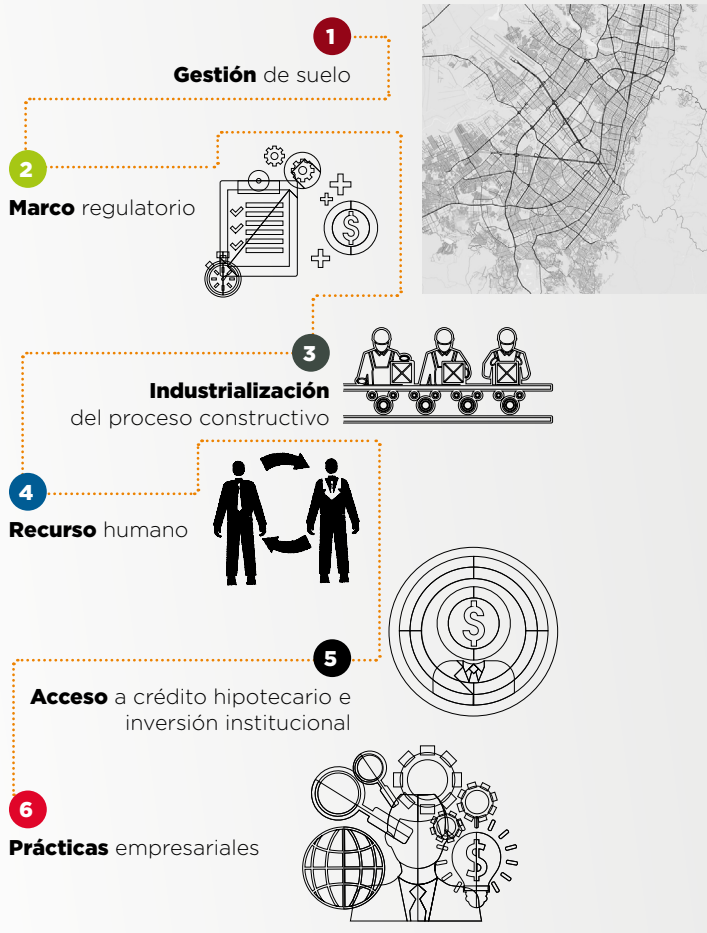 1
Gestión de suelo
2
Marco regulatorio
$
3
Industrialización
del proceso constructivo
4
Recurso humano
$
5
Acceso a crédito hipotecario e
inversión institucional
6
Prácticas empresariales
$